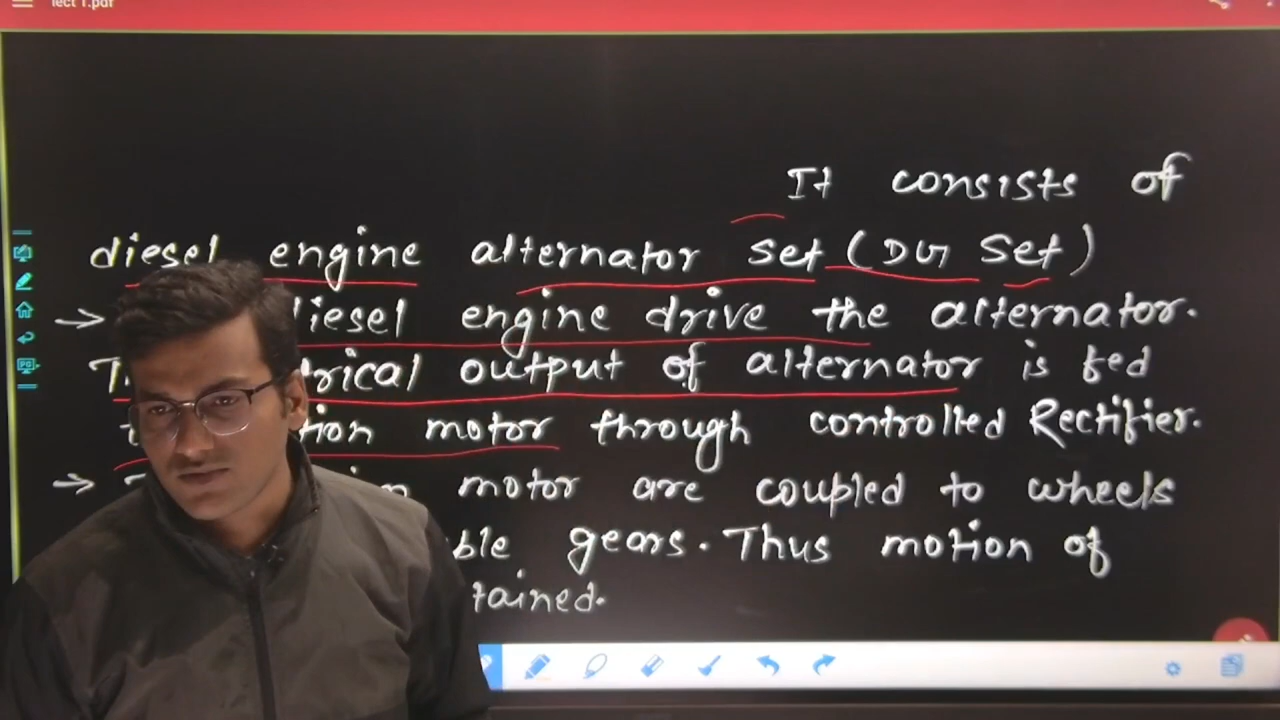 lect 1.pdf
It consists of
diesel engine alternator set (DG Set)
→ diesel engine drive the alternator.
output of alternator is fed
motor through controlled Rectifier.
→ motor are coupled to wheels
gears. Thus motion of